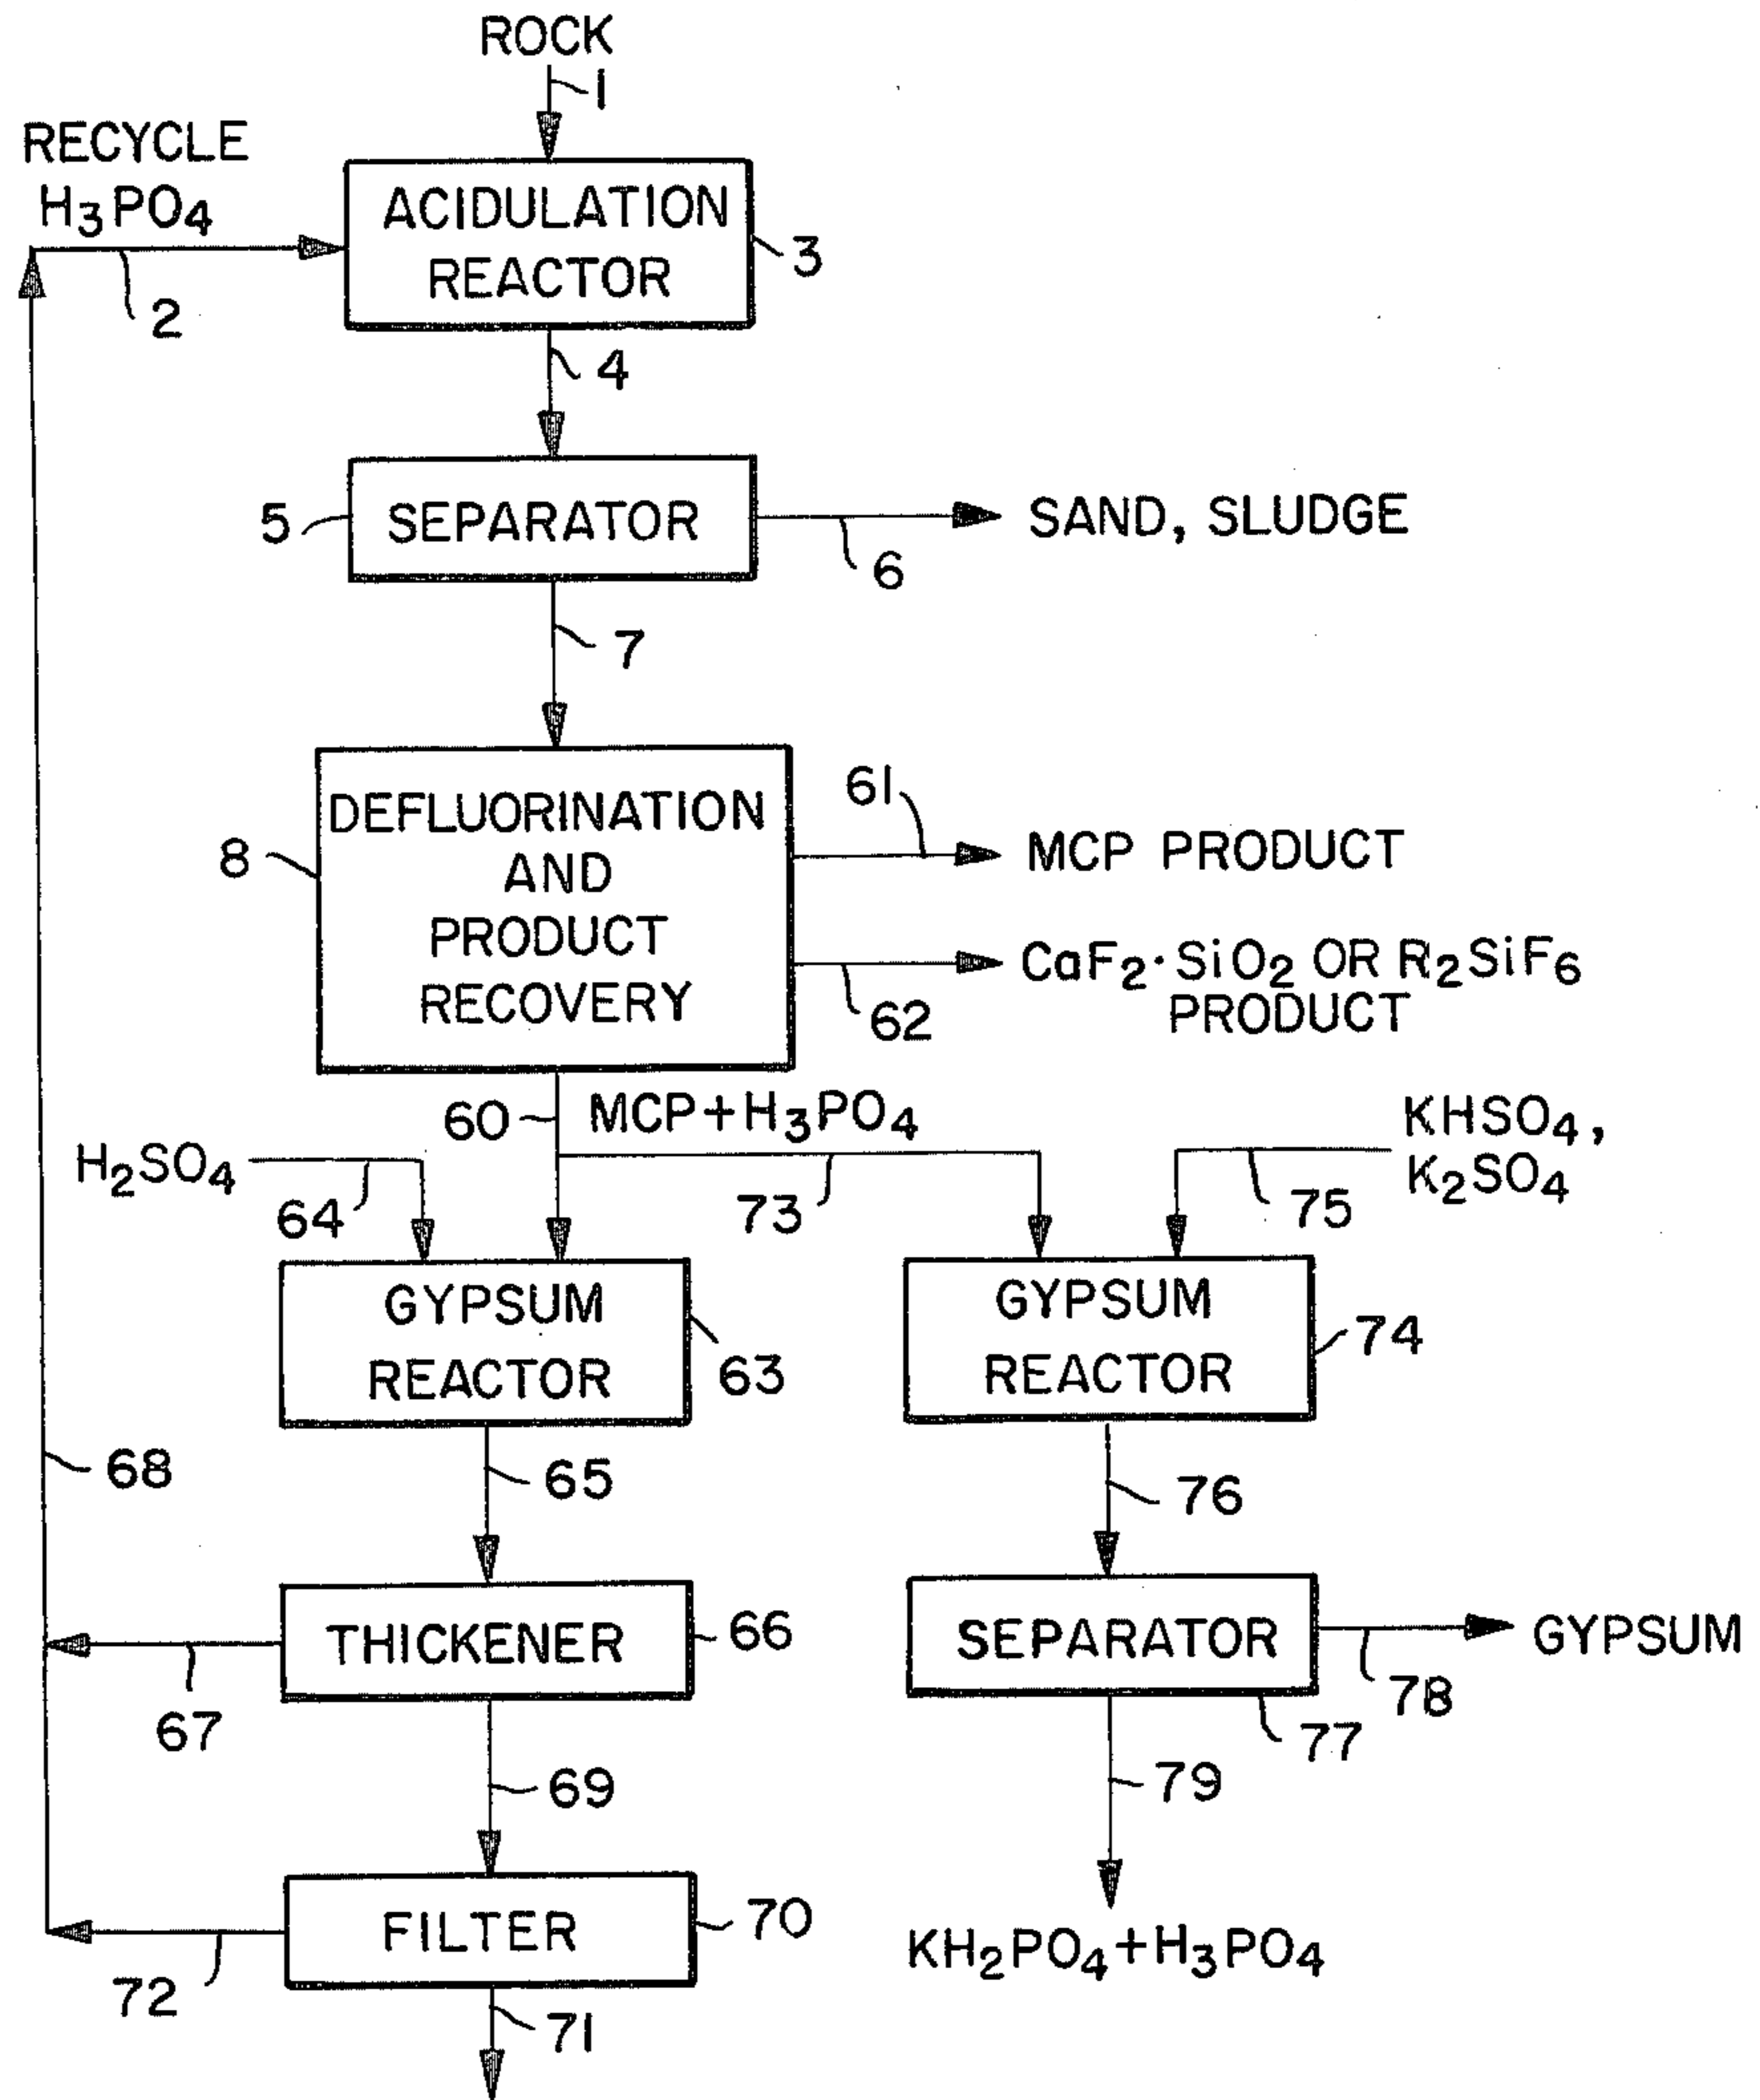 ROCK
1
RECYCLE
H₃PO₄
2
ACIDULATION
REACTOR
3
4
5
SEPARATOR
6
SAND, SLUDGE
7
8
DEFLUORINATION
AND
PRODUCT
RECOVERY
61
MCP PRODUCT
62
CaF₂·SiO₂ OR R₂SiF₆
PRODUCT
60
MCP+H₃PO₄
H₂SO₄
64
73
KHSO₄,
K₂SO₄
75
GYPSUM
REACTOR
63
GYPSUM
REACTOR
74
68
65
76
THICKENER
66
67
SEPARATOR
77
78
GYPSUM
69
79
FILTER
70
72
71
KH₂PO₄+H₃PO₄